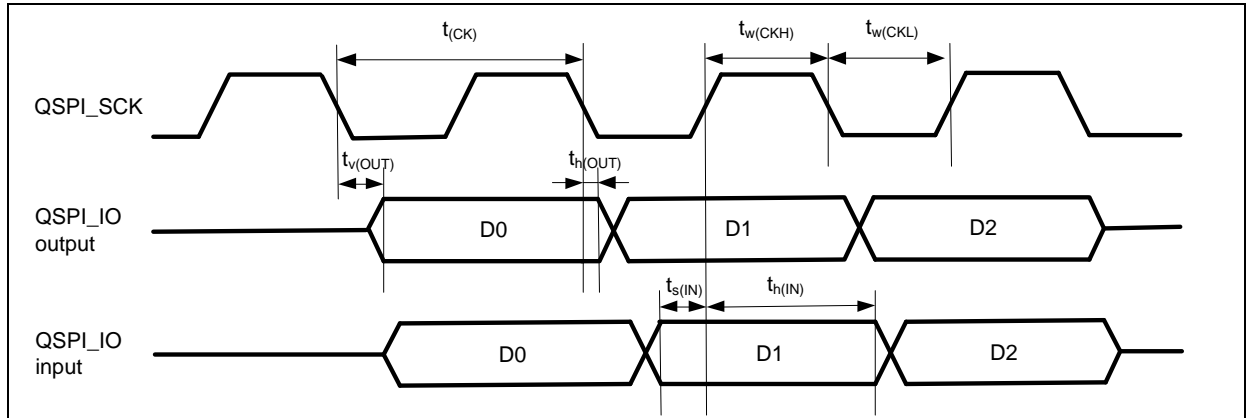 t(CK)
tw(CKH)
tw(CKL)
QSPI_SCK
tv(OUT)
th(OUT)
QSPI_IO
output
D0
D1
D2
ts(IN)
th(IN)
QSPI_IO
input
D0
D1
D2